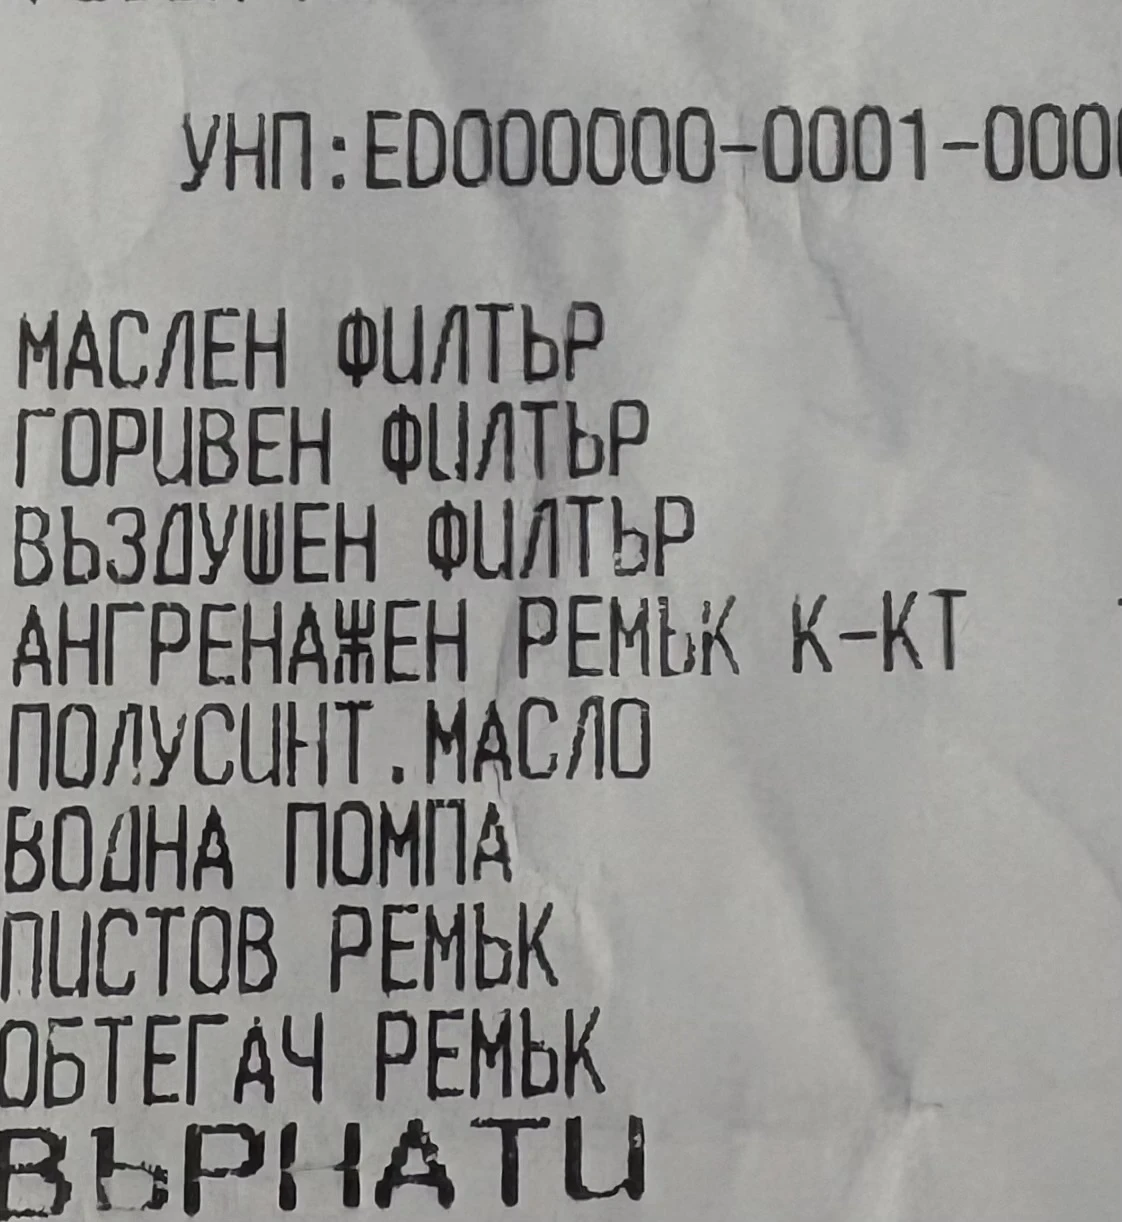 УНП:ED000000-0001-000
МАСЛЕН ФИЛТЪР
ГОРИВЕН ФИЛТЪР
ВЪЗДУШЕН ФИЛТЪР
АНГРЕНАЖЕН РЕМЪК К-КТ
ПОЛУСИНТ.МАСЛО
ВОДНА ПОМПА
ПИСТОВ РЕМЪК
ОБТЕГАЧ РЕМЪК
ВЪРНАТИ